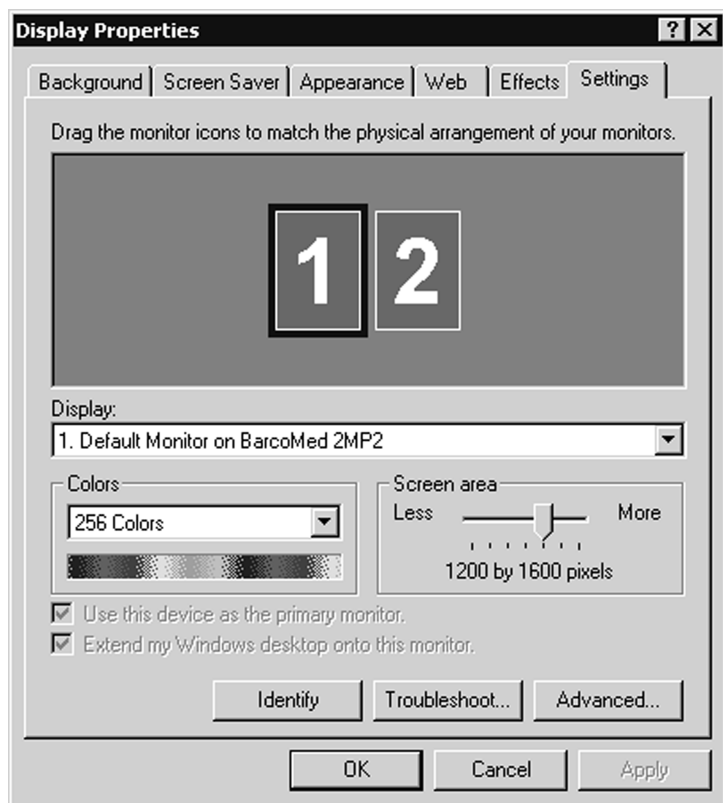 Display Properties
Background Screen Saver Appearance Web Effects Settings
Drag the monitor icons to match the physical arrangement of your monitors.
1 2
Display:
1. Default Monitor on BarcoMed 2MP2
Colors Screen area
256 Colors Less More
1200 by 1600 pixels
Use this device as the primary monitor.
Extend my Windows desktop onto this monitor.
Identify Troubleshoot... Advanced...
OK Cancel Apply